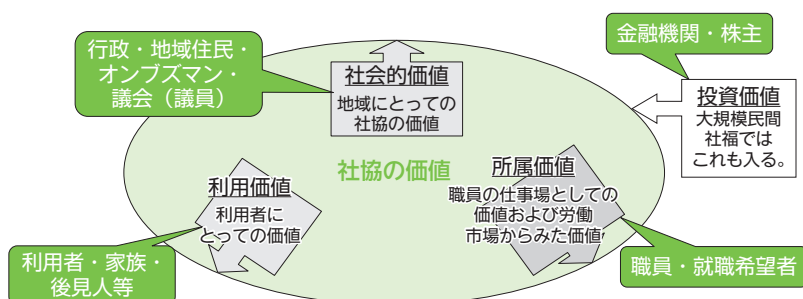 行政・地域住民・
オンブズマン・
議会（議員）
社会的価値
地域にとっての
社協の価値
金融機関・株主
投資価値
大規模民間
社福では
これも入る。
社協の価値
利用価値
利用者に
とっての価値
所属価値
職員の仕事場としての
価値および労働
市場からみた価値
利用者・家族・
後見人等
職員・就職希望者